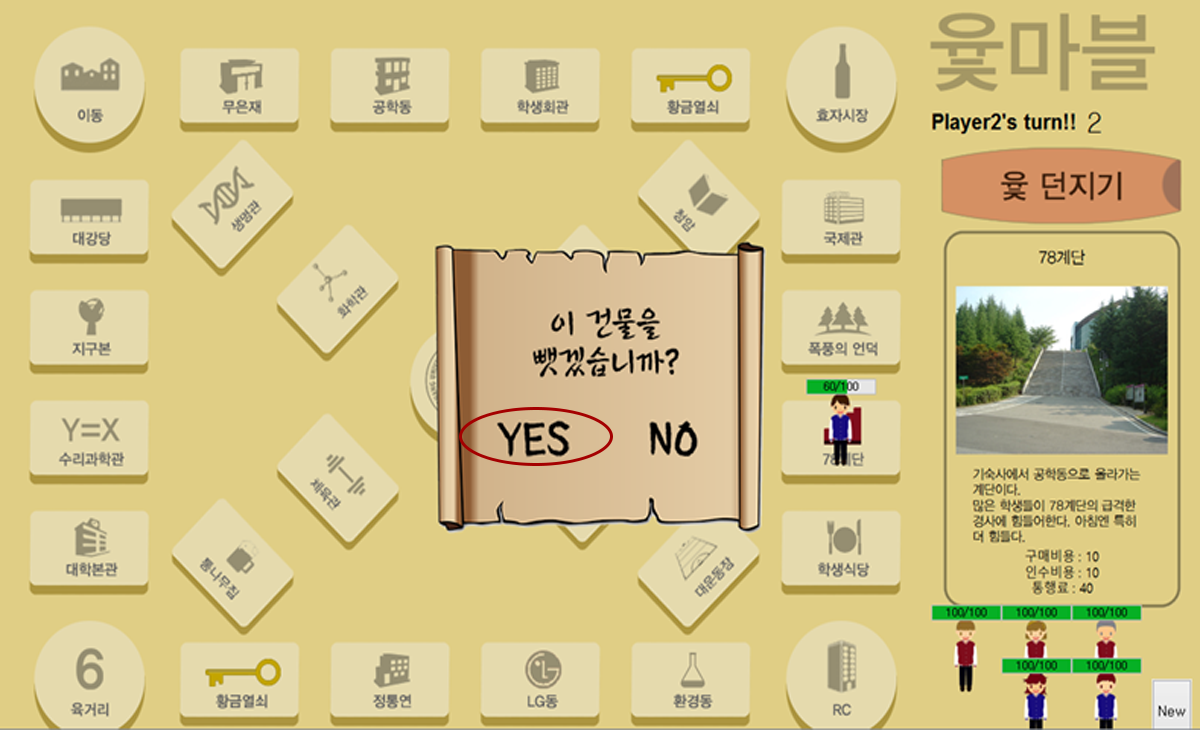 윷마블
Player2's turn!! 2
윷 던지기
이동
무은재
공학동
학생회관
황금열쇠
효자시장
대강당
생명관
청암
국제관
지구본
화학관
폭풍의 언덕
Y=X
수리과학관
체육관
60/100
78계단
대학본관
통나무집
대운동장
학생식당
6
육거리
황금열쇠
정통연
LG동
환경동
RC
이 건물을
뺏겠습니까?
YES NO
78계단
기숙사에서 공학동으로 올라가는
계단이다.
많은 학생들이 78계단의 급격한
경사에 힘들어한다. 아침엔 특히
더 힘들다.
구매비용 : 10
인수비용 : 10
통행료 : 40
100/100 100/100 100/100
100/100 100/100
New